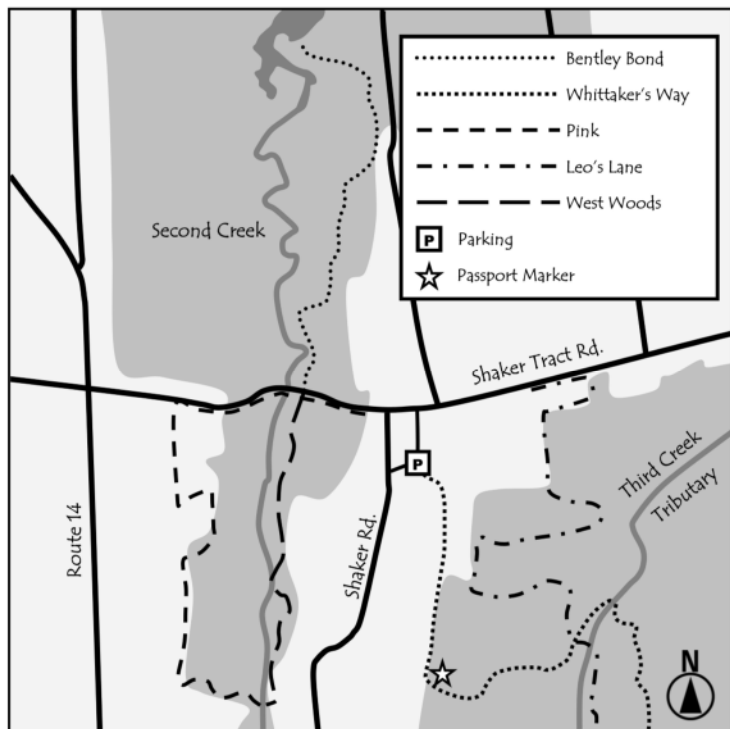 Bentley Bond
Whittaker's Way
Pink
Leo's Lane
West Woods
P Parking
Passport Marker
Second Creek
Shaker Tract Rd.
P
Third Creek
Tributary
Route 14
Shaker Rd.
N